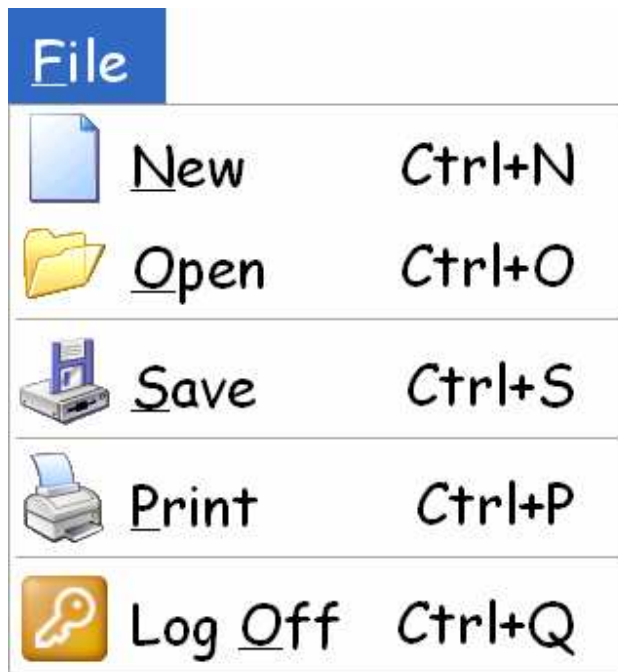 File
New Ctrl+N
Open Ctrl+O
Save Ctrl+S
Print Ctrl+P
Log Off Ctrl+Q